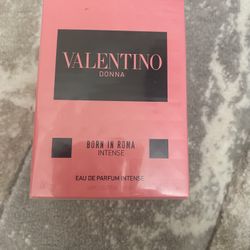 VALENTINO
DONNA
BORN IN ROMA
INTENSE
EAU DE PARFUM INTENSE